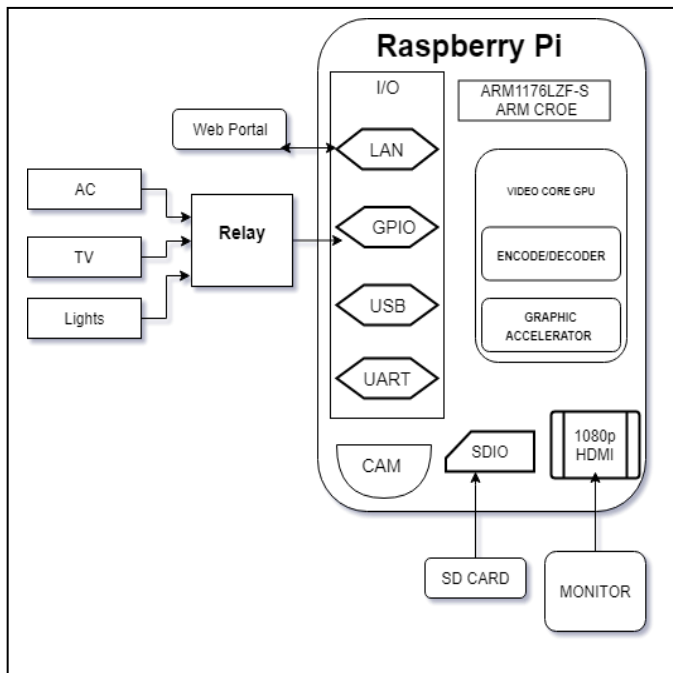 Raspberry Pi
I/O
ARM1176LZF-S
ARM CROE
Web Portal
LAN
AC
VIDEO CORE GPU
Relay
GPIO
TV
ENCODE/DECODER
USB
Lights
GRAPHIC
ACCELERATOR
UART
CAM
SDIO
1080p
HDMI
SD CARD
MONITOR